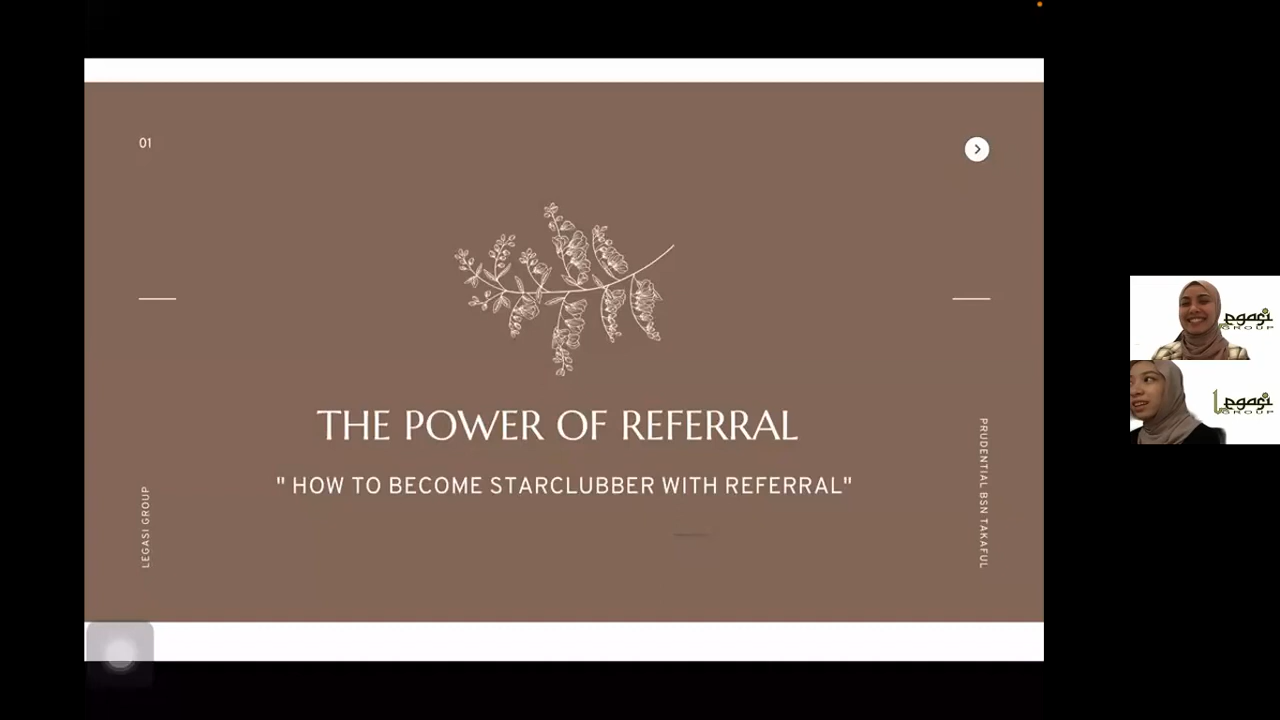 01
THE POWER OF REFERRAL
" HOW TO BECOME STARCLUBBER WITH REFERRAL"
LEGASI GROUP
PRUDENTIAL BSN TAKAFUL
egasi
GROUP
Legasi
GROUP